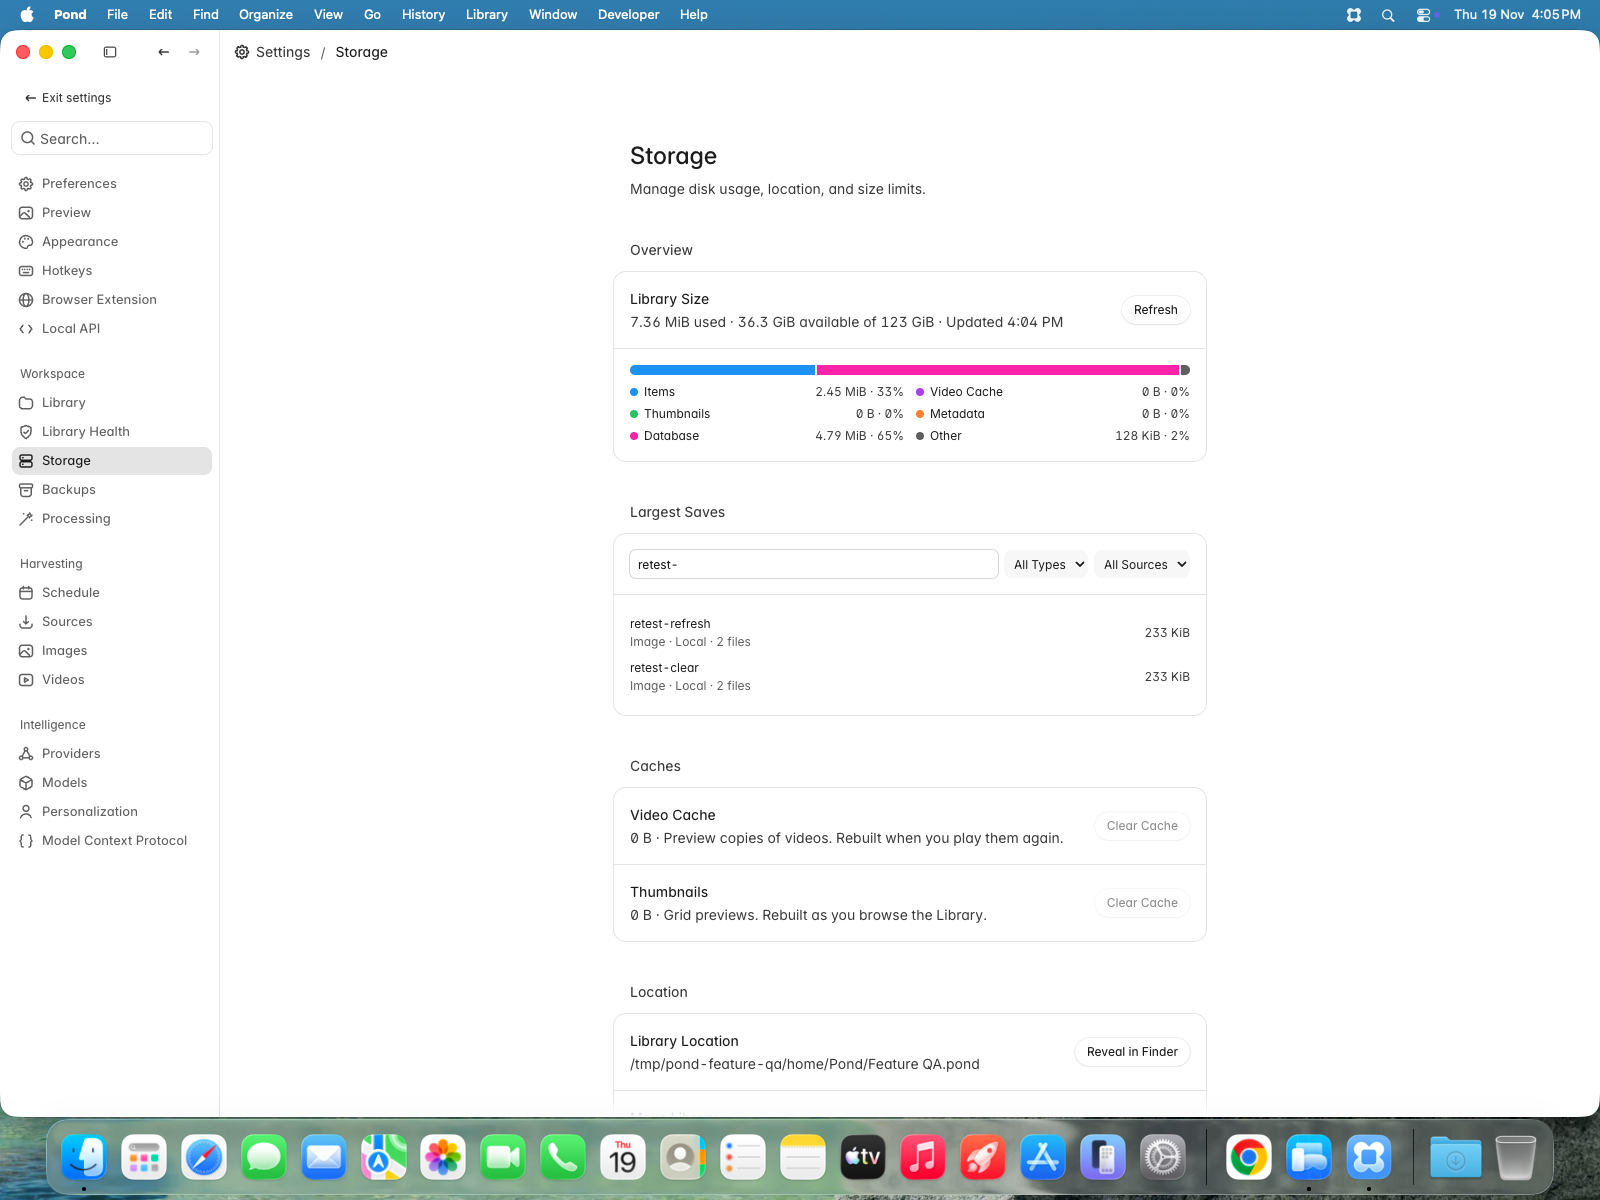 Pond File Edit Find Organize View Go History Library Window Developer Help
Thu 19 Nov 4:05 PM
Settings / Storage
Exit settings
Search...
Preferences
Preview
Appearance
Hotkeys
Browser Extension
Local API
Workspace
Library
Library Health
Storage
Backups
Processing
Harvesting
Schedule
Sources
Images
Videos
Intelligence
Providers
Models
Personalization
Model Context Protocol
Storage
Manage disk usage, location, and size limits.
Overview
Library Size
7.36 MiB used · 36.3 GiB available of 123 GiB · Updated 4:04 PM
Refresh
Items 2.45 MiB · 33%
Video Cache 0 B · 0%
Thumbnails 0 B · 0%
Metadata 0 B · 0%
Database 4.79 MiB · 65%
Other 128 KiB · 2%
Largest Saves
retest-
All Types
All Sources
retest-refresh
Image · Local · 2 files
233 KiB
retest-clear
Image · Local · 2 files
233 KiB
Caches
Video Cache
0 B · Preview copies of videos. Rebuilt when you play them again.
Clear Cache
Thumbnails
0 B · Grid previews. Rebuilt as you browse the Library.
Clear Cache
Location
Library Location
/tmp/pond-feature-qa/home/Pond/Feature QA.pond
Reveal in Finder
Thu
19
tv